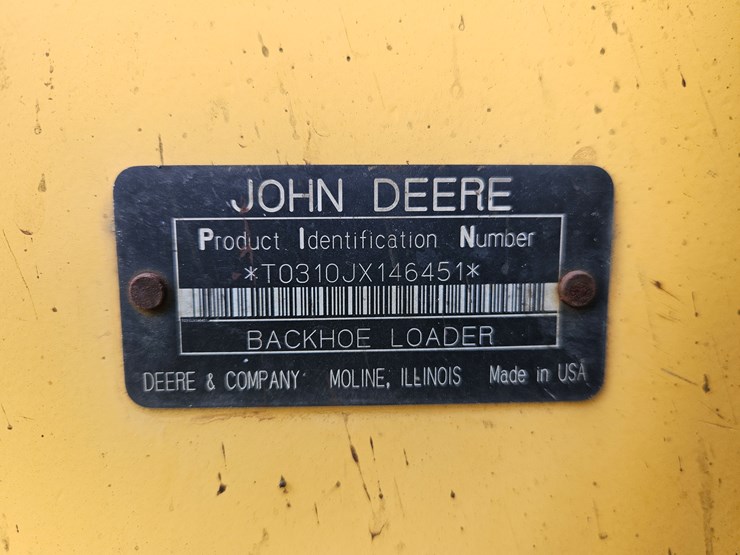 JOHN DEERE
Product Identification Number
*T0310JX146451*
BACKHOE LOADER
DEERE & COMPANY MOLINE, ILLINOIS Made in USA